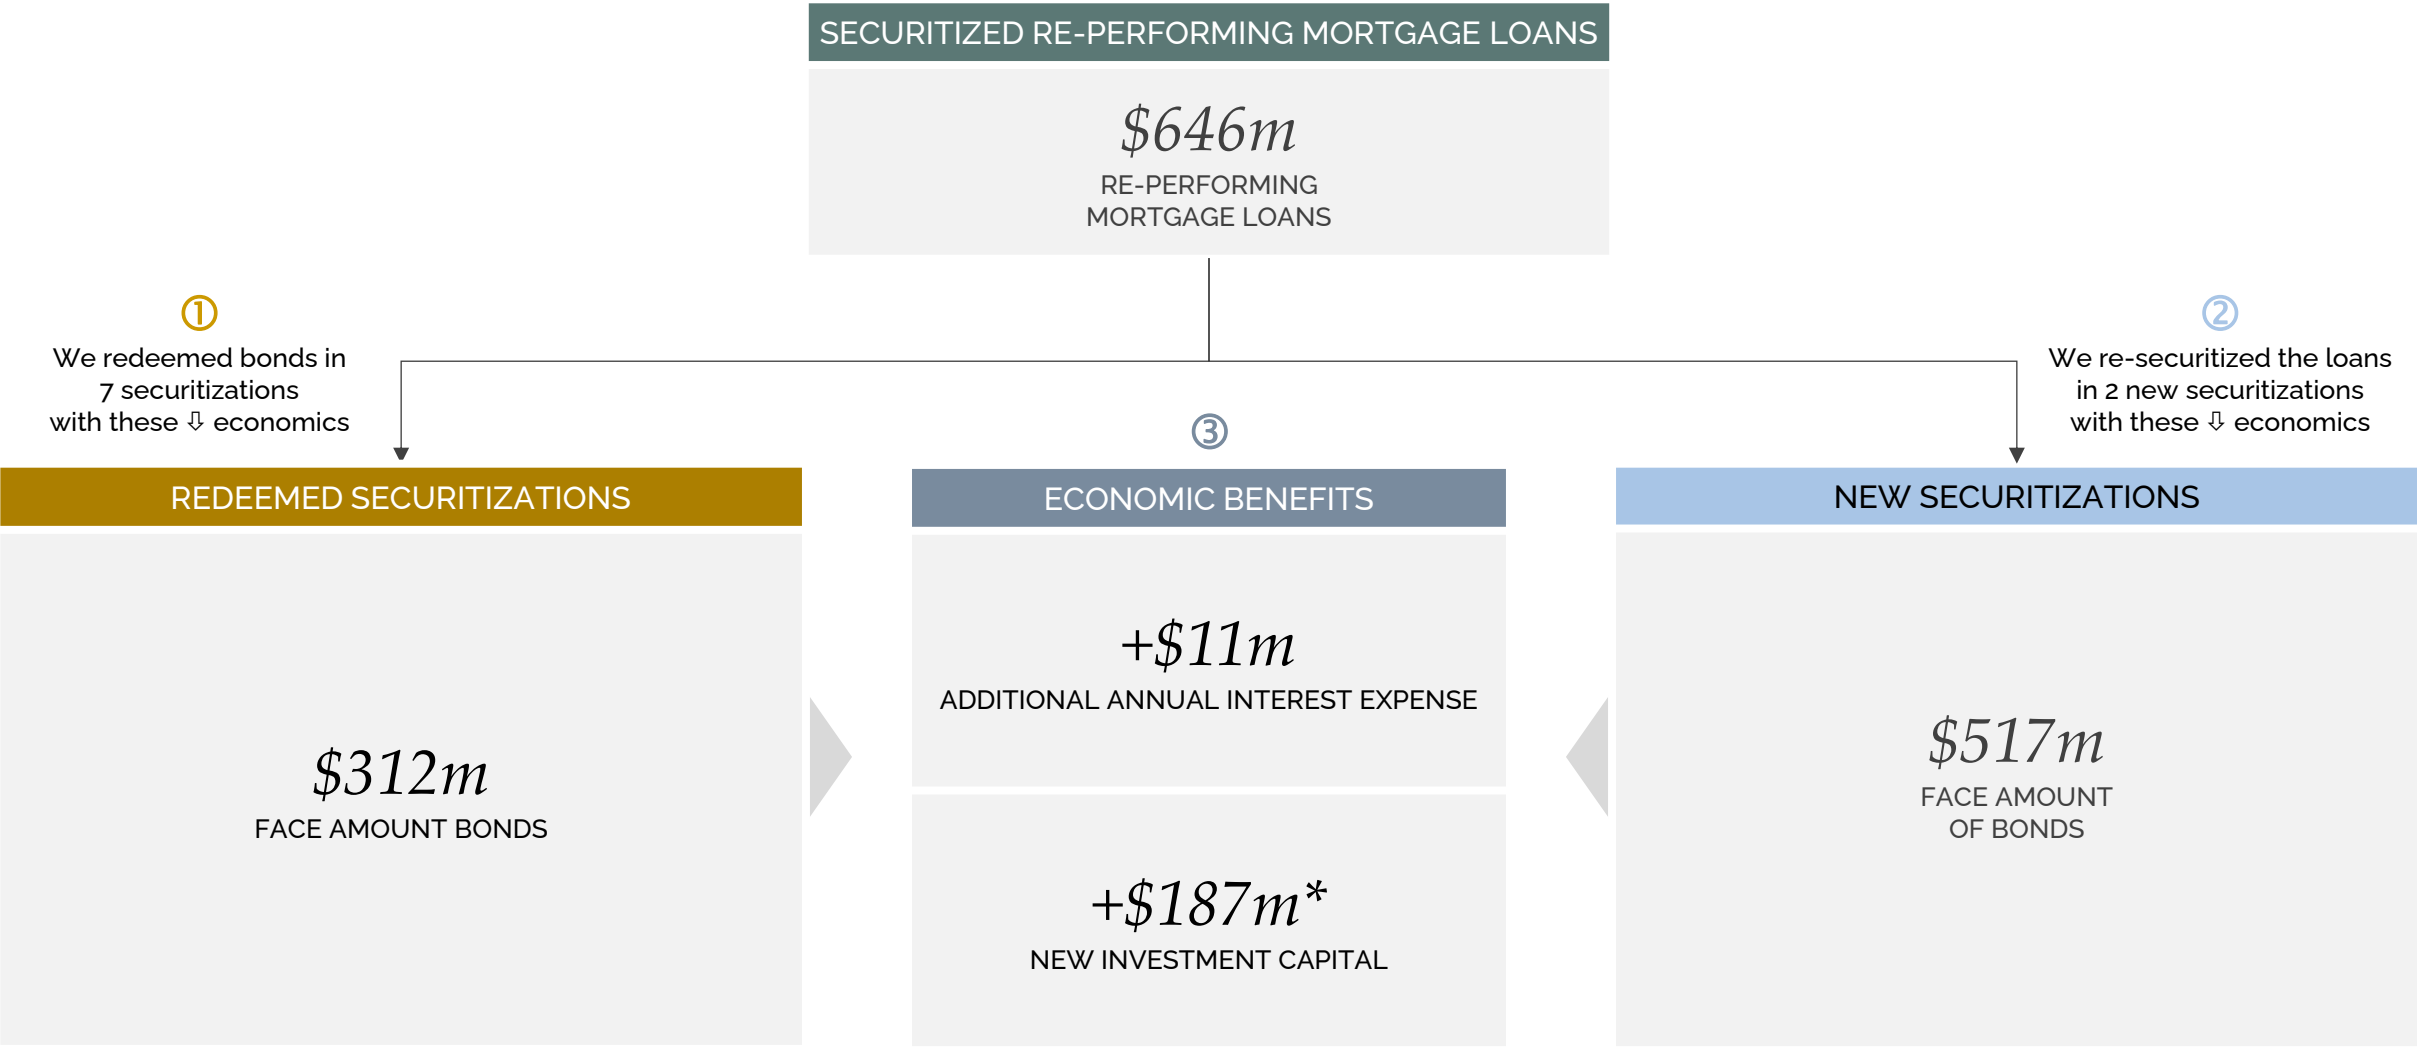 SECURITIZED RE-PERFORMING MORTGAGE LOANS
$646m
RE-PERFORMING
MORTGAGE LOANS
①
We redeemed bonds in
7 securitizations
with these ⇩ economics
②
We re-securitized the loans
in 2 new securitizations
with these ⇩ economics
REDEEMED SECURITIZATIONS
$312m
FACE AMOUNT BONDS
③
ECONOMIC BENEFITS
+$11m
ADDITIONAL ANNUAL INTEREST EXPENSE
+$187m*
NEW INVESTMENT CAPITAL
NEW SECURITIZATIONS
$517m
FACE AMOUNT
OF BONDS